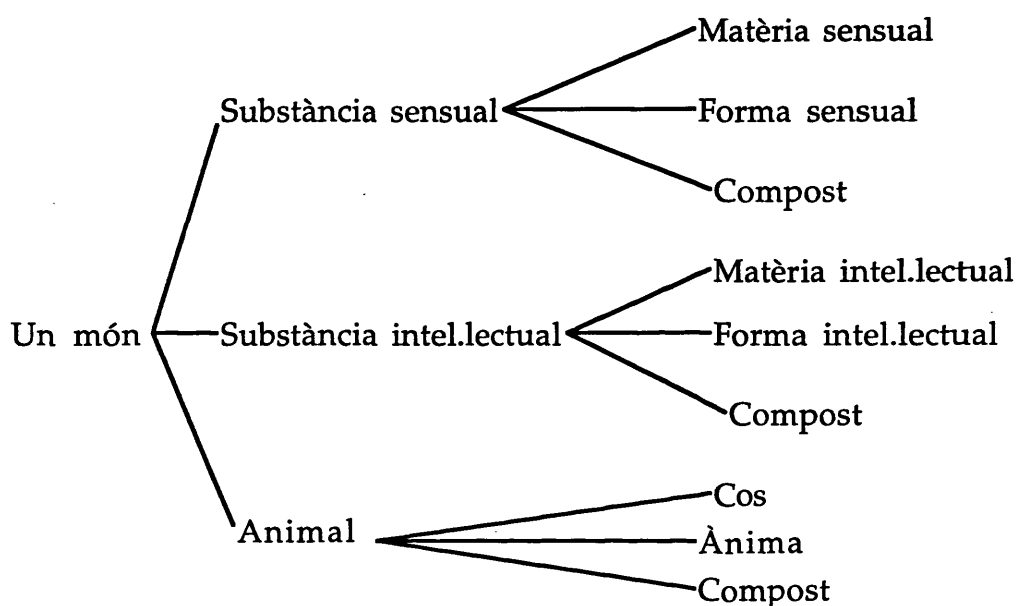 Matèria sensual
Substància sensual
Forma sensual
Compost
Matèria intel.lectual
Un món
Substància intel.lectual
Forma intel.lectual
Compost
Cos
Animal
Ànima
Compost